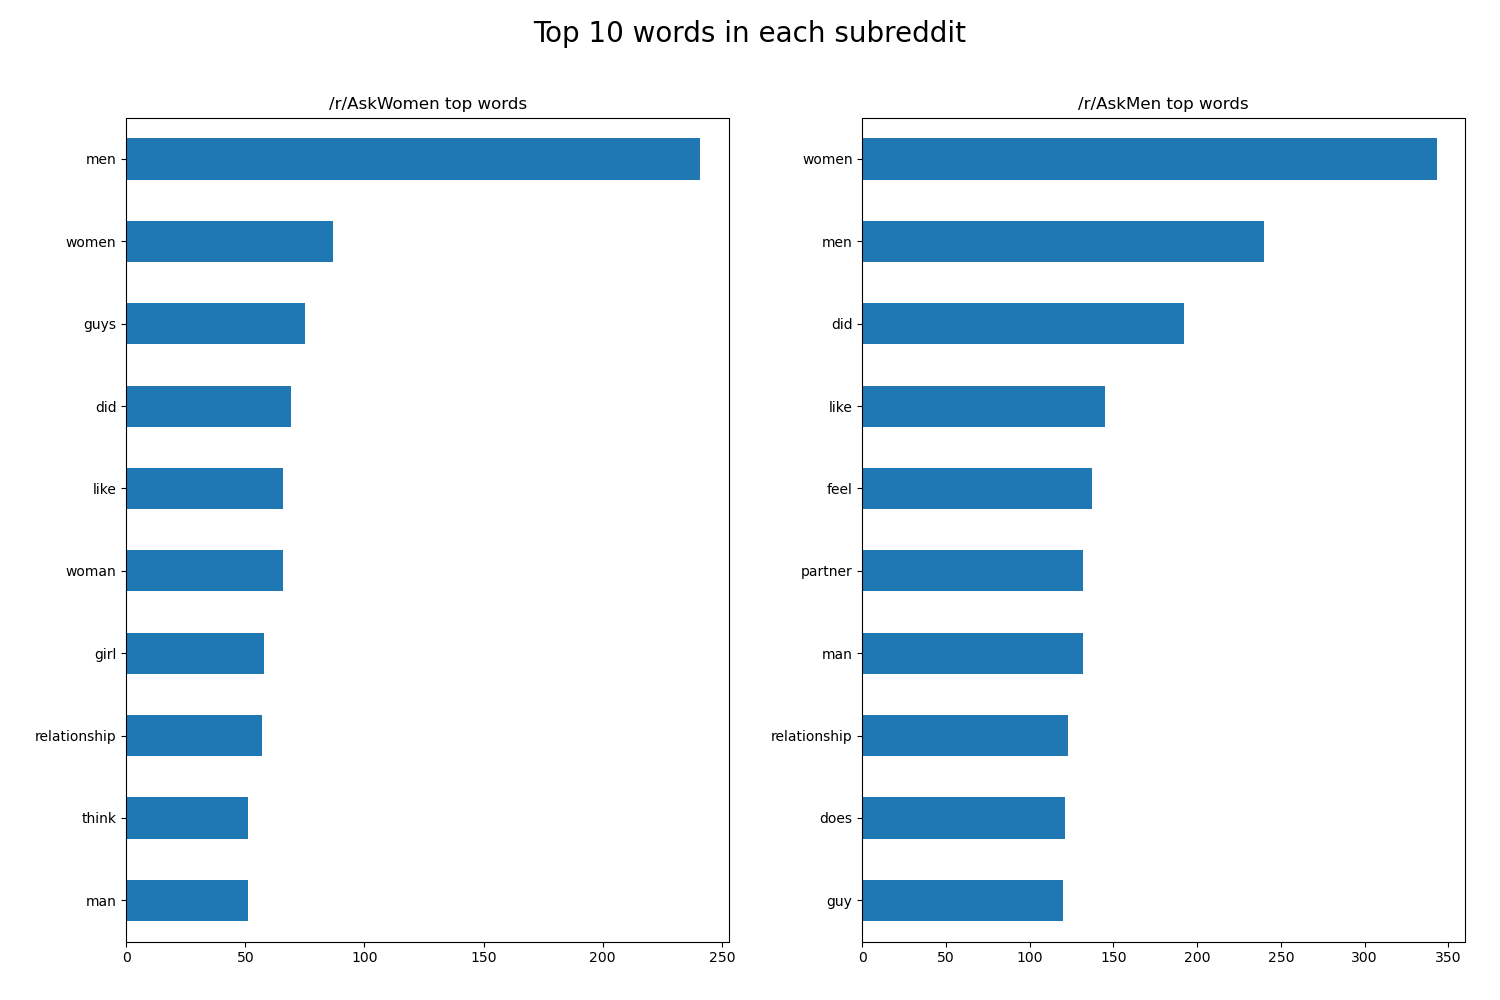 Top 10 words in each subreddit
/r/AskWomen top words
men
women
guys
did
like
woman
girl
relationship
think
man
0 50 100 150 200 250
/r/AskMen top words
women
men
did
like
feel
partner
man
relationship
does
guy
0 50 100 150 200 250 300 350